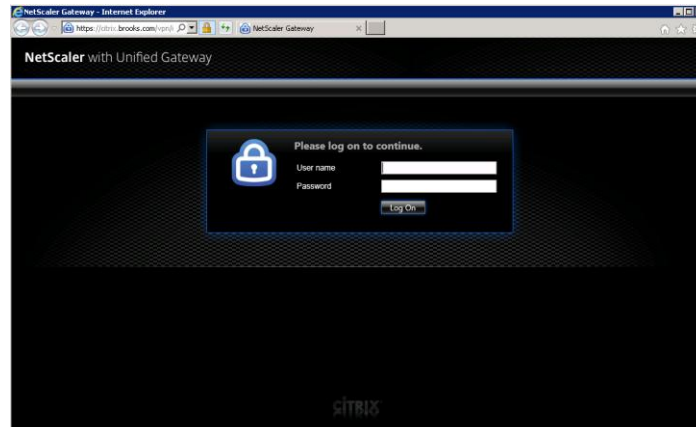 NetScaler Gateway - Internet Explorer
https://citrix.brooks.com/vpn/i
NetScaler Gateway
NetScaler with Unified Gateway
Please log on to continue.
User name
Password
Log On
CITRIX